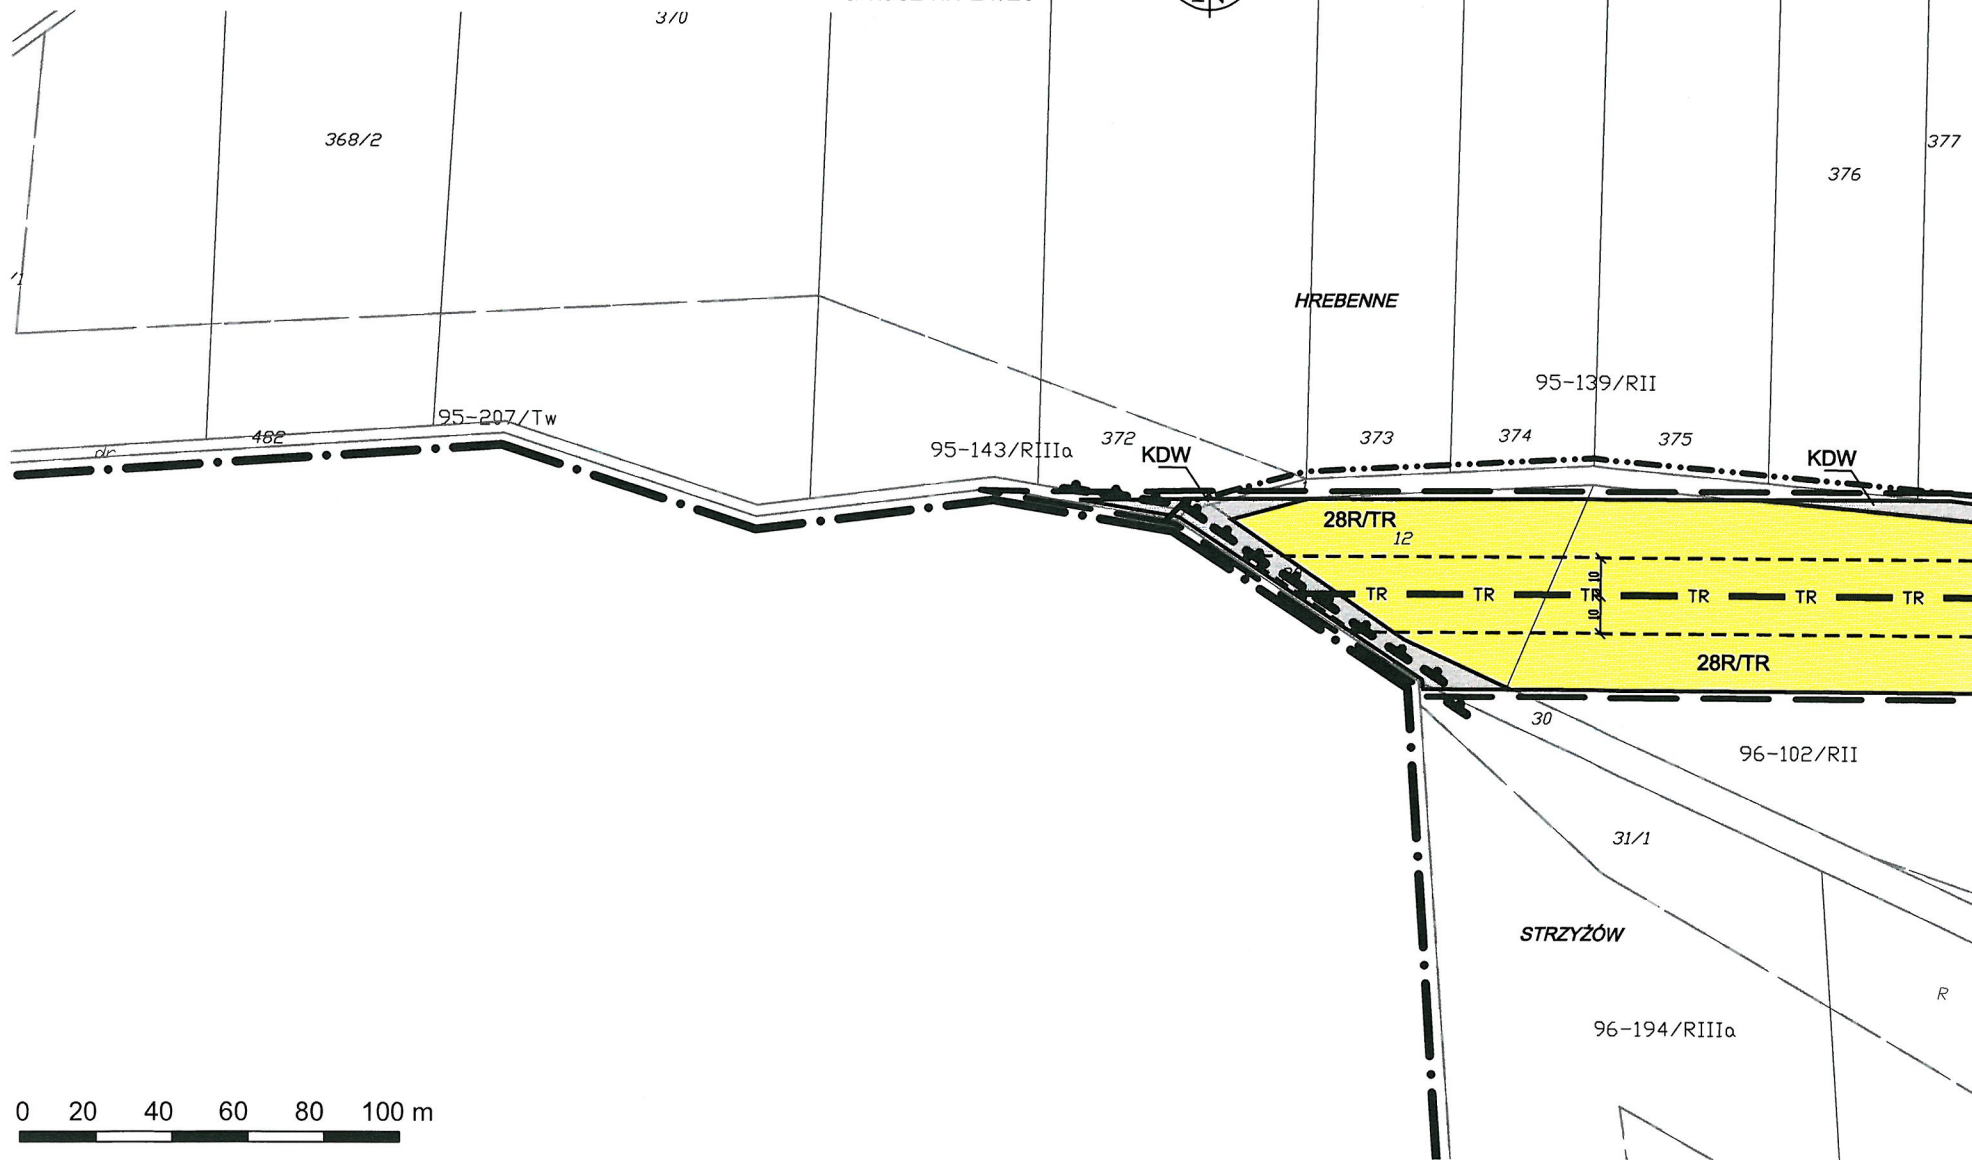 370
368/2
377
376
/1
HREBENNE
95-139/RII
95-207/Tw
482
dr
95-143/RIIIa
372
KDW
373
374
375
KDW
28R/TR
12
10
TR
TR
TR
TR
TR
TR
10
28R/TR
30
96-102/RII
31/1
STRZYŻÓW
R
96-194/RIIIa
0 20 40 60 80 100 m